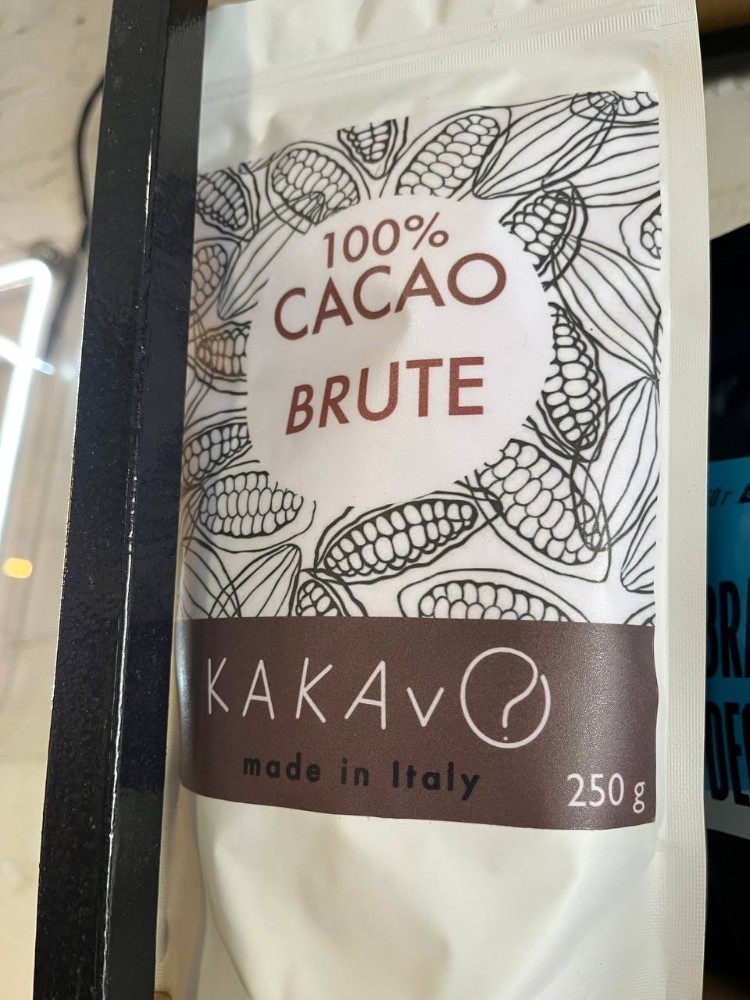 100%
CACAO
BRUTE
KAKAvO
made in Italy
250 g